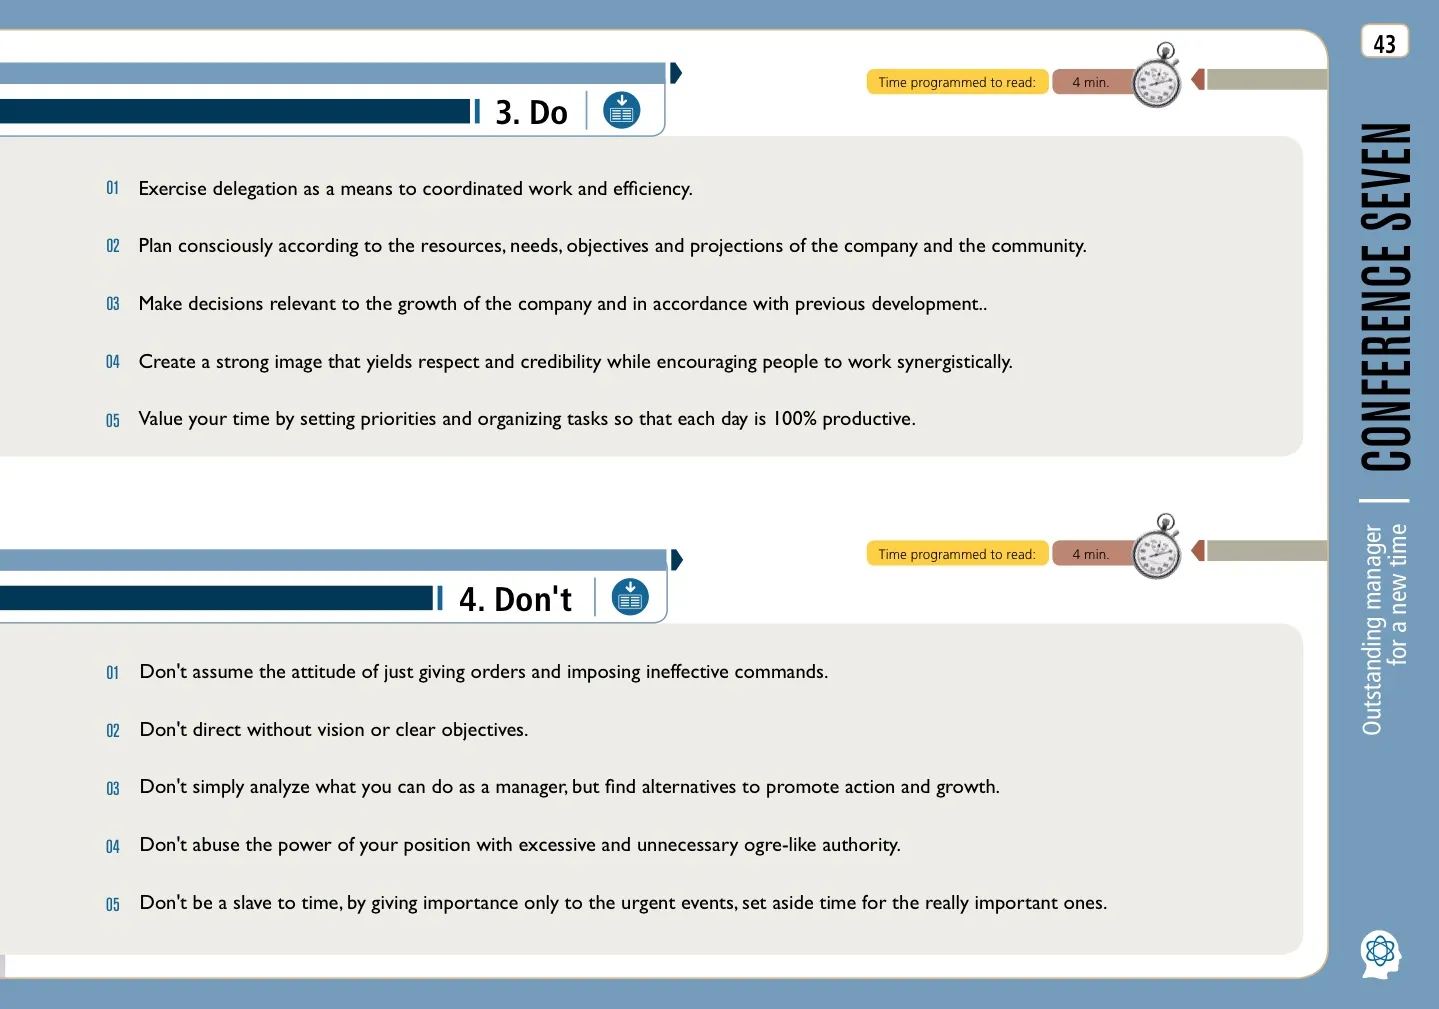 43
Time programmed to read:
4 min.
3. Do
01 Exercise delegation as a means to coordinated work and efficiency.
02 Plan consciously according to the resources, needs, objectives and projections of the company and the community.
03 Make decisions relevant to the growth of the company and in accordance with previous development..
04 Create a strong image that yields respect and credibility while encouraging people to work synergistically.
05 Value your time by setting priorities and organizing tasks so that each day is 100% productive.
Time programmed to read:
4 min.
4. Don't
01 Don't assume the attitude of just giving orders and imposing ineffective commands.
02 Don't direct without vision or clear objectives.
03 Don't simply analyze what you can do as a manager, but find alternatives to promote action and growth.
04 Don't abuse the power of your position with excessive and unnecessary ogre-like authority.
05 Don't be a slave to time, by giving importance only to the urgent events, set aside time for the really important ones.
CONFERENCE SEVEN
Outstanding manager
for a new time